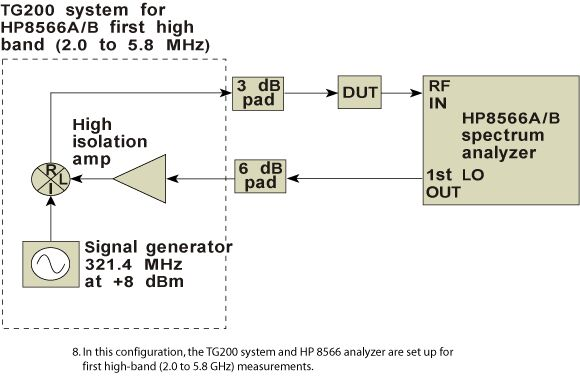 TG200 system for
HP8566A/B first high
band (2.0 to 5.8 MHz)
3 dB
pad
DUT
RF
IN
HP8566A/B
spectrum
analyzer
1st LO
OUT
High
isolation
amp
6 dB
pad
R
L
I
Signal generator
321.4 MHz
at +8 dBm
8. In this configuration, the TG200 system and HP 8566 analyzer are set up for
first high-band (2.0 to 5.8 GHz) measurements.